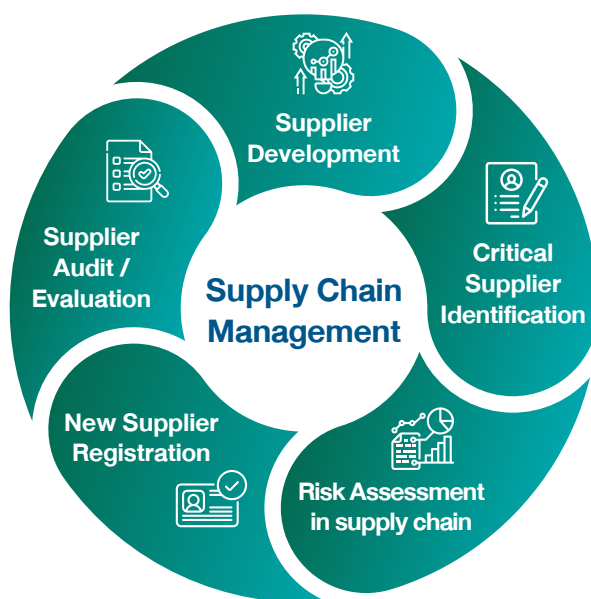 Supplier
Development
Critical
Supplier
Identification
Risk Assessment
in supply chain
New Supplier
Registration
Supplier
Audit /
Evaluation
Supply Chain
Management